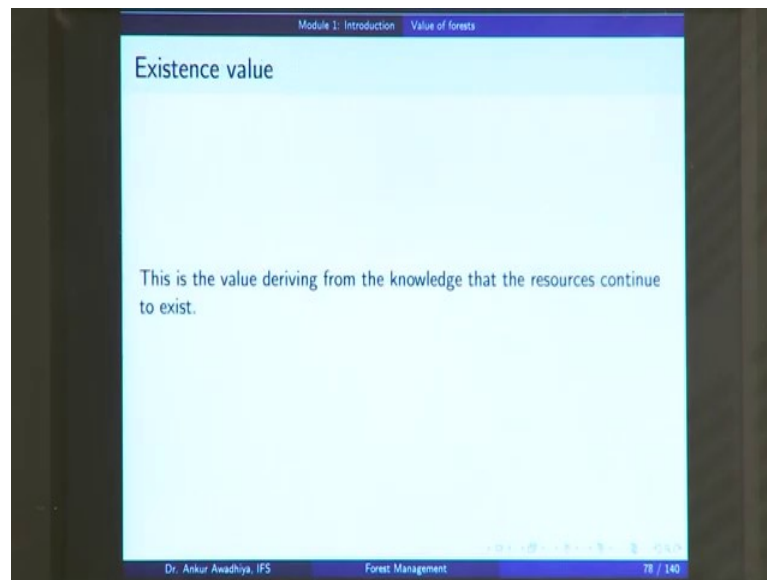 Module 1: Introduction Value of forests
Existence value
This is the value deriving from the knowledge that the resources continue
to exist.
Dr. Ankur Awadhiya, IFS Forest Management 78 / 140